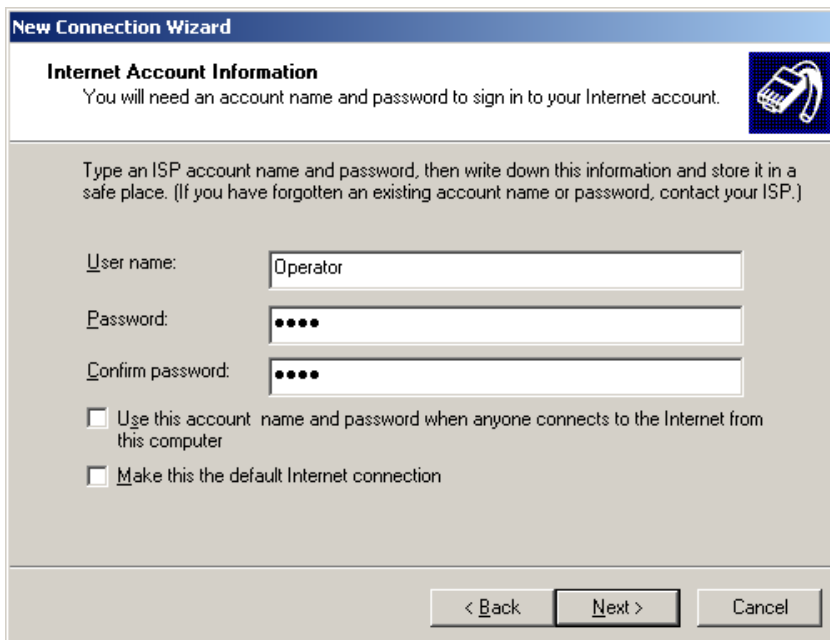 New Connection Wizard
Internet Account Information
You will need an account name and password to sign in to your Internet account.
Type an ISP account name and password, then write down this information and store it in a
safe place. (If you have forgotten an existing account name or password, contact your ISP.)
User name:
Operator
Password:
••••
Confirm password:
••••
Use this account  name and password when anyone connects to the Internet from
this computer
Make this the default Internet connection
< Back
Next >
Cancel